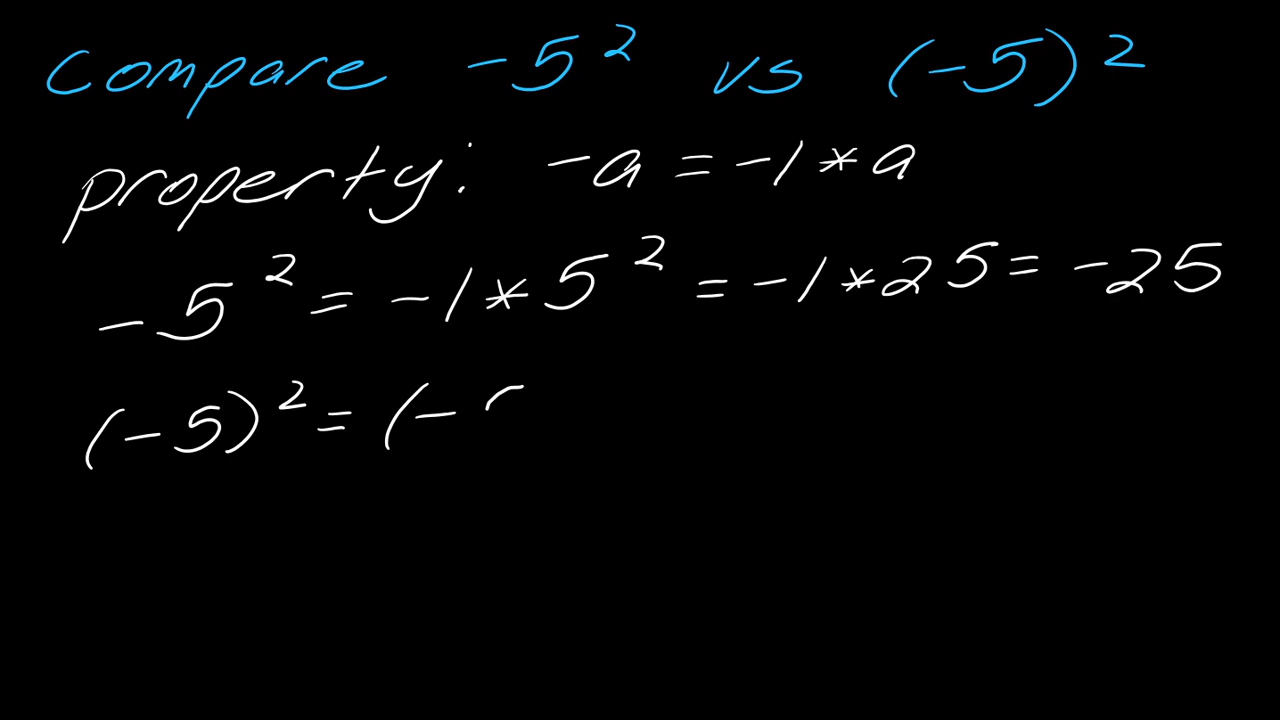 Compare -5² vs (-5)²
property: -a = -1 * a
-5² = -1 * 5² = -1 * 25 = -25
(-5)² = (-